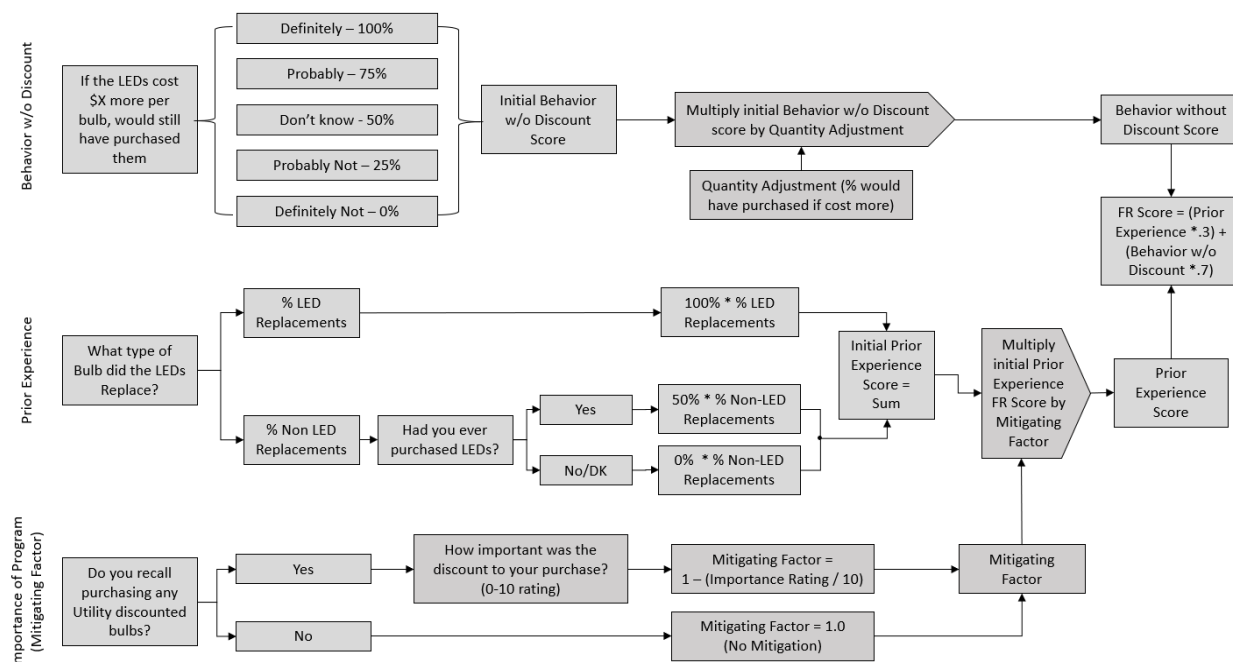 Behavior w/o Discount
If the LEDs cost
$X more per
bulb, would still
have purchased
them
Definitely – 100%
Probably – 75%
Don't know - 50%
Probably Not – 25%
Definitely Not – 0%
Initial Behavior
w/o Discount
Score
Multiply initial Behavior w/o Discount
score by Quantity Adjustment
Quantity Adjustment (% would
have purchased if cost more)
Behavior without
Discount Score
FR Score = (Prior
Experience *.3) +
(Behavior w/o
Discount *.7)
Prior Experience
What type of
Bulb did the LEDs
Replace?
% LED
Replacements
100% * % LED
Replacements
% Non LED
Replacements
Had you ever
purchased LEDs?
Yes
50% * % Non-LED
Replacements
No/DK
0% * % Non-LED
Replacements
Initial Prior
Experience
Score =
Sum
Multiply
initial Prior
Experience
FR Score by
Mitigating
Factor
Prior
Experience
Score
Importance of Program
(Mitigating Factor)
Do you recall
purchasing any
Utility discounted
bulbs?
Yes
How important was the
discount to your purchase?
(0-10 rating)
Mitigating Factor =
1 – (Importance Rating / 10)
No
Mitigating Factor = 1.0
(No Mitigation)
Mitigating
Factor